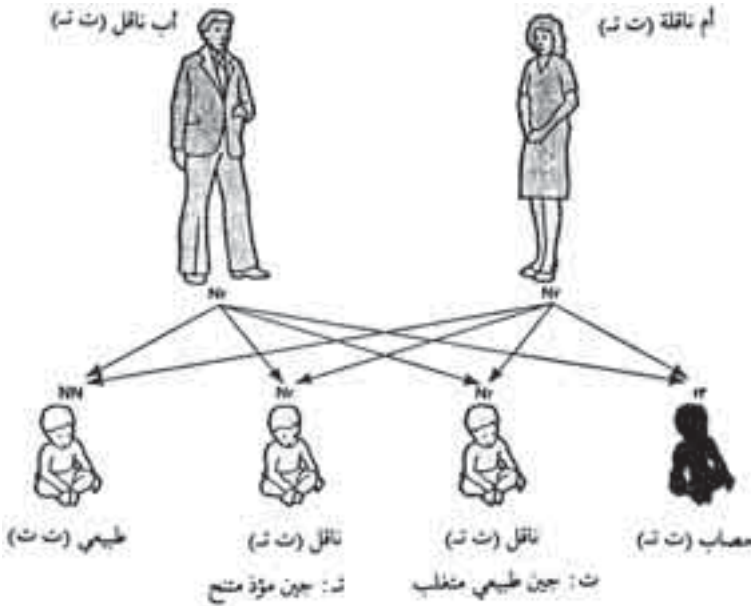 أم ناقلة (ت تـ)
أب ناقل (ت تـ)
Nr
Nr
NN
Nr
Nr
rr
مصاب (ت تـ)
ناقل (ت تـ)
ناقل (ت تـ)
طبيعي (ت ت)
ت: جين طبيعي متغلب
تـ: جين مؤذ متنح